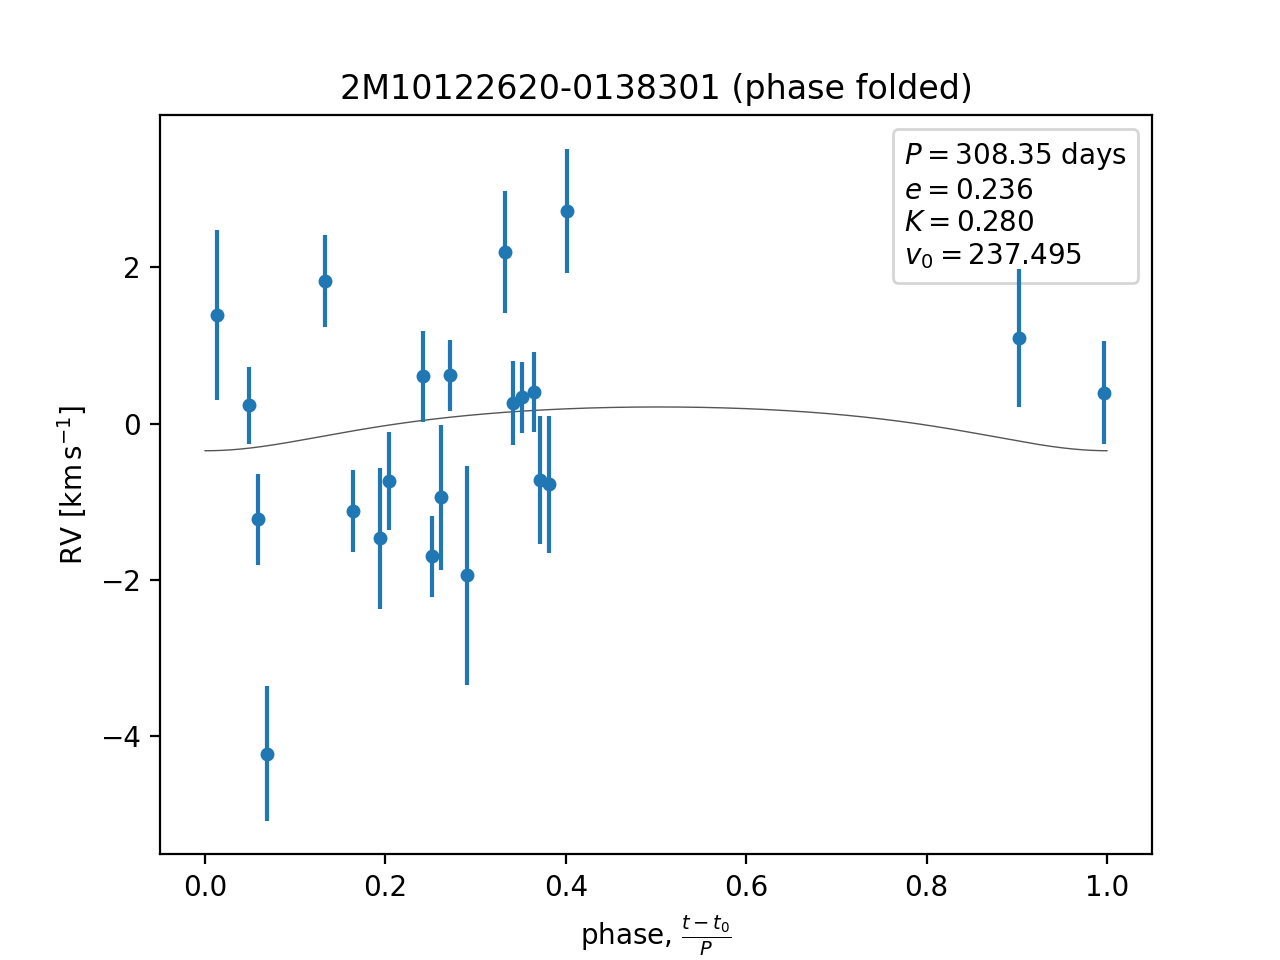 2M10122620-0138301 (phase folded)
P = 308.35 days
e = 0.236
K = 0.280
v₀ = 237.495
RV [km s⁻¹]
2
0
−2
−4
0.0 0.2 0.4 0.6 0.8 1.0
phase, (t − t₀)/P